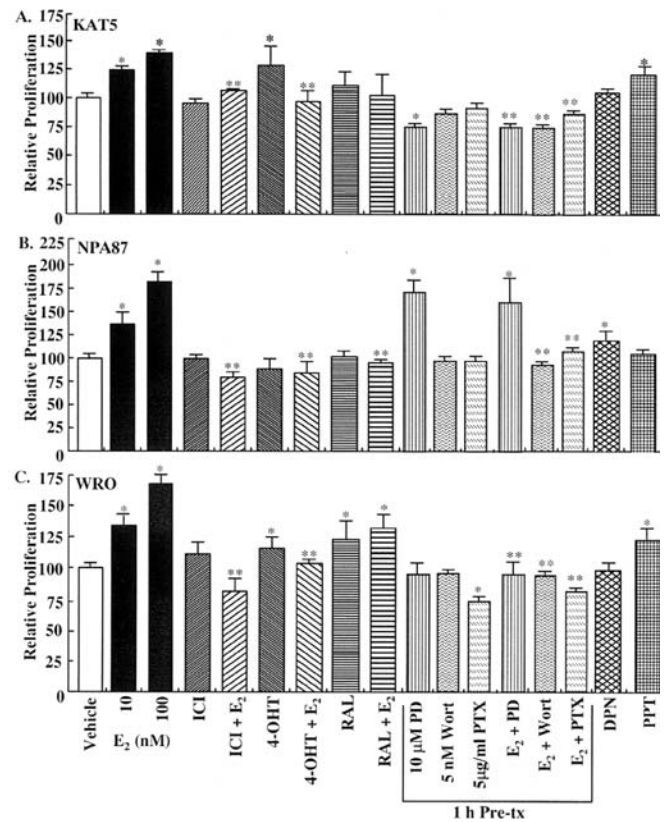 A.
KAT5
Relative Proliferation
175
150
125
100
75
50
25
0
* * ** * ** * ** ** ** *
B.
NPA87
Relative Proliferation
225
200
175
150
125
100
75
50
25
0
* * ** ** ** * * ** ** *
C.
WRO
Relative Proliferation
175
150
125
100
75
50
25
0
* * ** * ** * * * ** ** ** *
Vehicle
10
100
E₂ (nM)
ICI
ICI + E₂
4-OHT
4-OHT + E₂
RAL
RAL + E₂
10 µM PD
5 nM Wort
5µg/ml PTX
E₂ + PD
E₂ + Wort
E₂ + PTX
DPN
PPT
1 h Pre-tx